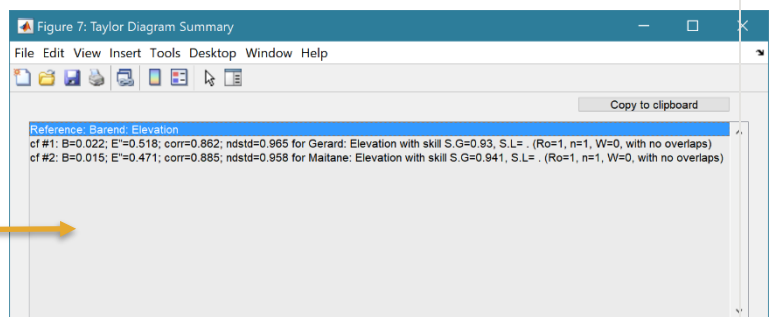 Figure 7: Taylor Diagram Summary
File Edit View Insert Tools Desktop Window Help
Copy to clipboard
Reference: Barend: Elevation
cf #1: B=0.022; E"=0.518; corr=0.862; ndstd=0.965 for Gerard: Elevation with skill S.G=0.93, S.L= . (Ro=1, n=1, W=0, with no overlaps)
cf #2: B=0.015; E"=0.471; corr=0.885; ndstd=0.958 for Maitane: Elevation with skill S.G=0.941, S.L= . (Ro=1, n=1, W=0, with no overlaps)